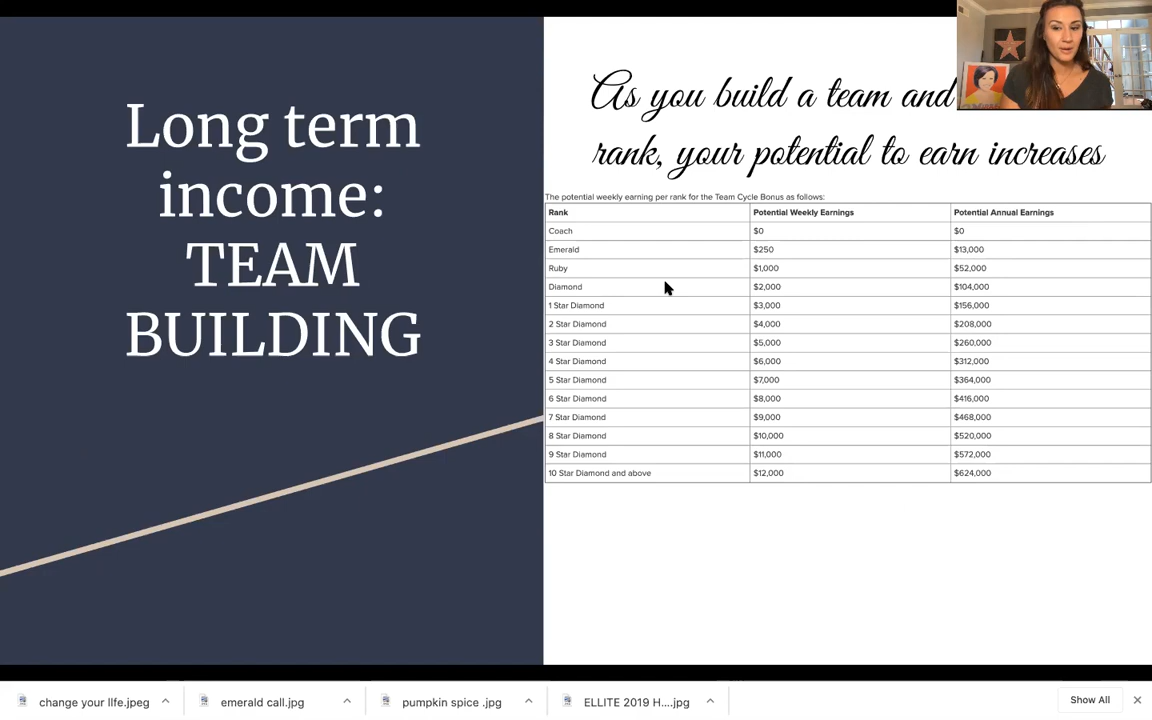 Long term
income:
TEAM
BUILDING
As you build a team and
rank, your potential to earn increases
The potential weekly earning per rank for the Team Cycle Bonus as follows:
Rank Potential Weekly Earnings Potential Annual Earnings
Coach $0 $0
Emerald $250 $13,000
Ruby $1,000 $52,000
Diamond $2,000 $104,000
1 Star Diamond $3,000 $156,000
2 Star Diamond $4,000 $208,000
3 Star Diamond $5,000 $260,000
4 Star Diamond $6,000 $312,000
5 Star Diamond $7,000 $364,000
6 Star Diamond $8,000 $416,000
7 Star Diamond $9,000 $468,000
8 Star Diamond $10,000 $520,000
9 Star Diamond $11,000 $572,000
10 Star Diamond and above $12,000 $624,000
change your lIfe.jpeg emerald call.jpg pumpkin spice .jpg ELLITE 2019 H....jpg Show All